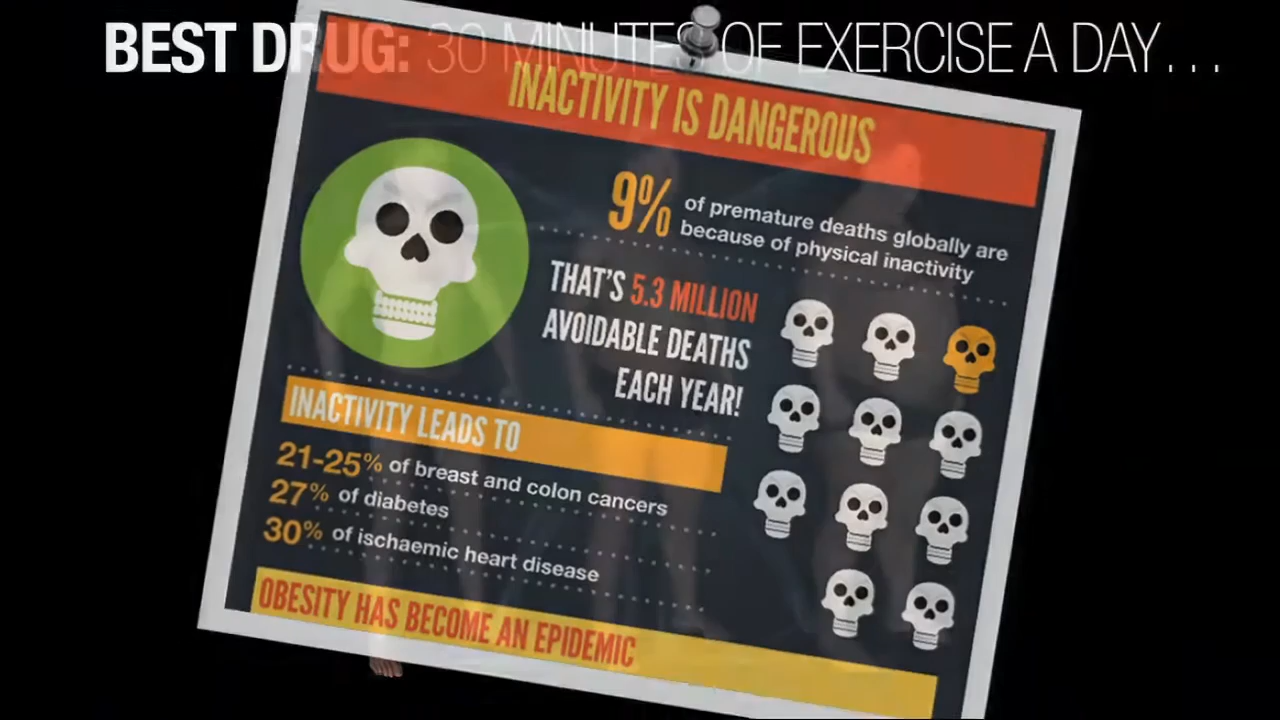 BEST DRUG: 30 MINUTES OF EXERCISE A DAY...
INACTIVITY IS DANGEROUS
9% of premature deaths globally are
because of physical inactivity
THAT'S 5.3 MILLION
AVOIDABLE DEATHS
EACH YEAR!
INACTIVITY LEADS TO
21-25% of breast and colon cancers
27% of diabetes
30% of ischaemic heart disease
OBESITY HAS BECOME AN EPIDEMIC